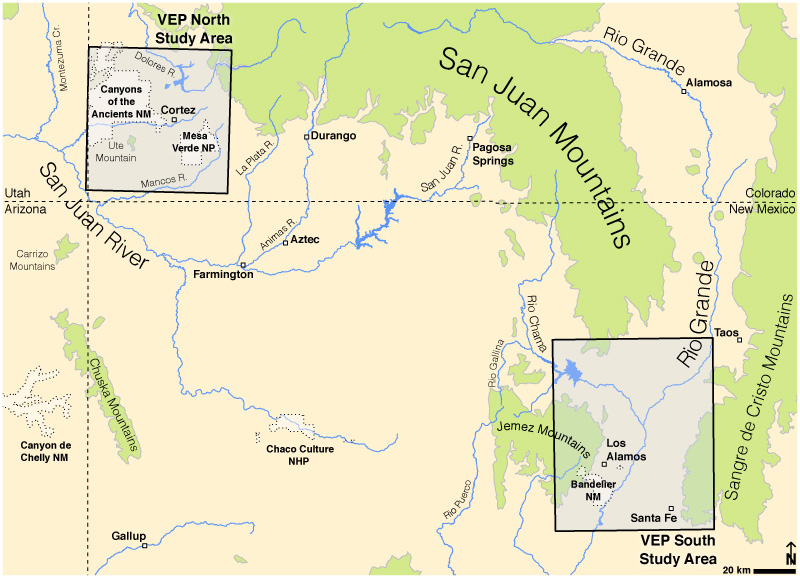 VEP North
Study Area
Montezuma Cr.
Dolores R.
Canyons
of the
Ancients NM
Cortez
Mesa
Verde NP
Ute
Mountain
Mancos R.
La Plata R.
Durango
San Juan R.
Pagosa
Springs
San Juan Mountains
Rio Grande
Alamosa
Utah
Arizona
Colorado
New Mexico
San Juan River
Carrizo
Mountains
Animas R.
Aztec
Farmington
Rio Chama
Rio Grande
Taos
Rio Gallina
Chuska Mountains
Sangre de Cristo Mountains
Canyon de
Chelly NM
Chaco Culture
NHP
Jemez Mountains
Los
Alamos
Bandelier
NM
Rio Puerco
Santa Fe
Gallup
VEP South
Study Area
N
20 km